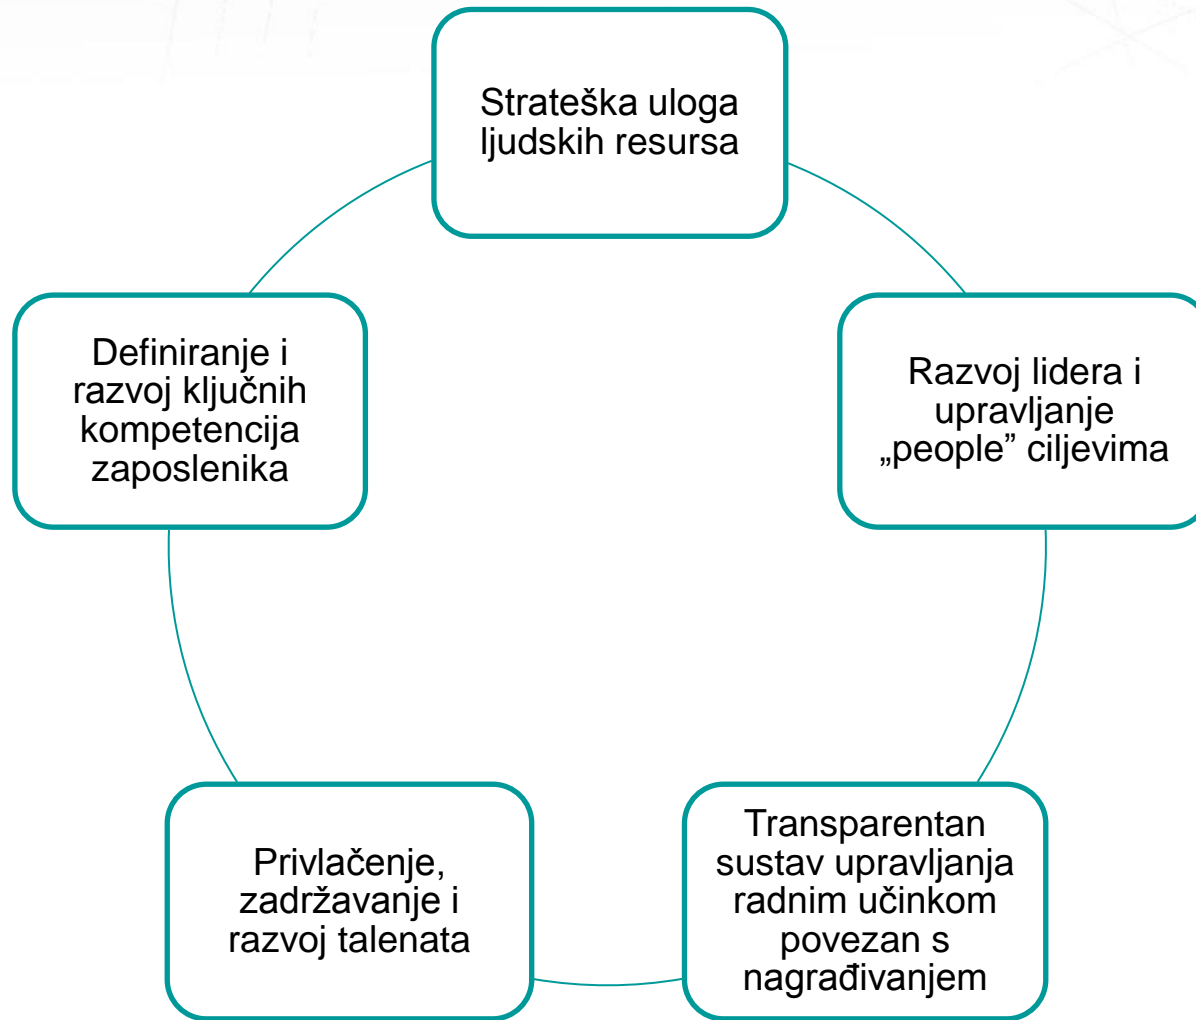 Strateška uloga
ljudskih resursa
Razvoj lidera i
upravljanje
„people” ciljevima
Transparentan
sustav upravljanja
radnim učinkom
povezan s
nagrađivanjem
Privlačenje,
zadržavanje i
razvoj talenata
Definiranje i
razvoj ključnih
kompetencija
zaposlenika